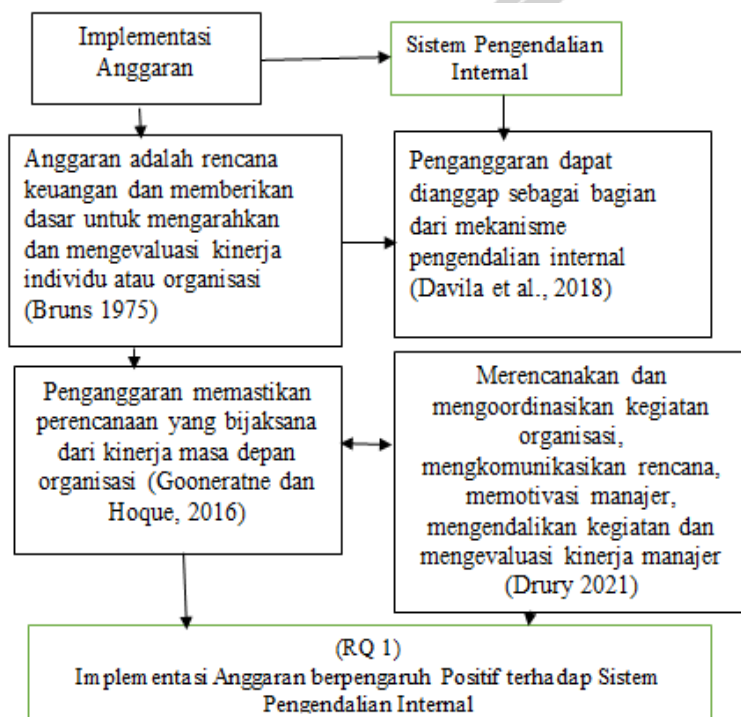 Implementasi
Anggaran
Sistem Pengendalian
Internal
Anggaran adalah rencana
keuangan dan memberikan
dasar untuk mengarahkan
dan mengevaluasi kinerja
individu atau organisasi
(Bruns 1975)
Penganggaran dapat
dianggap sebagai bagian
dari mekanisme
pengendalian internal
(Davila et al., 2018)
Penganggaran memastikan
perencanaan yang bijaksana
dari kinerja masa depan
organisasi (Gooneratne dan
Hoque, 2016)
Merencanakan dan
mengoordinasikan kegiatan
organisasi,
mengkomunikasikan rencana,
memotivasi manajer,
mengendalikan kegiatan dan
mengevaluasi kinerja manajer
(Drury 2021)
(RQ 1)
Implementasi Anggaran berpengaruh Positif terhadap Sistem
Pengendalian Internal